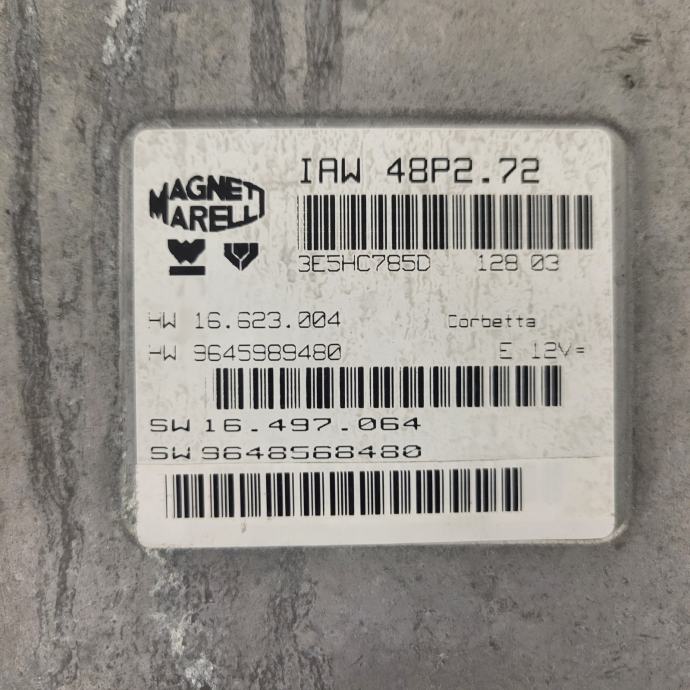 MAGNETI
MARELLI
IAW 48P2.72
3E5HC785D 128 03
HW 16.623.004 Corbetta
HW 9645989480 E 12V=
SW 16.497.064
SW 9648568480